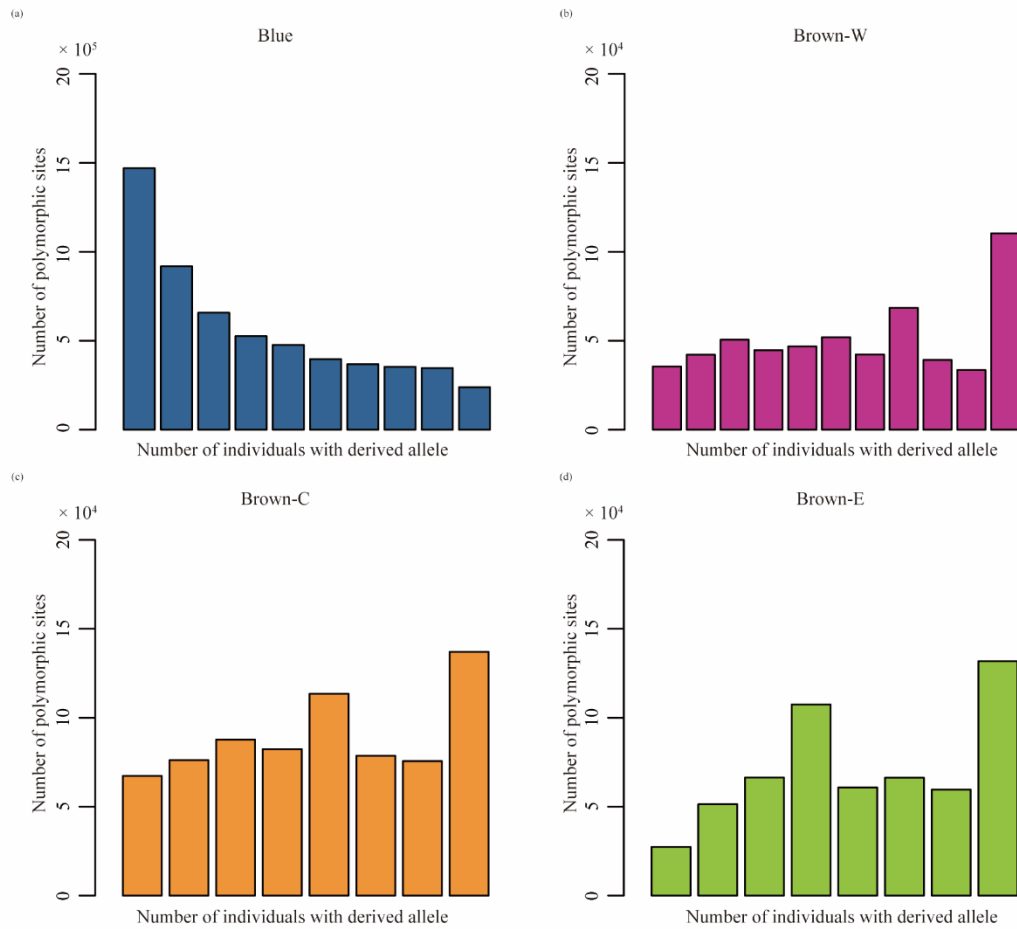 (a)
Blue
× 10⁵
20
15
10
5
0
Number of polymorphic sites
Number of individuals with derived allele
(b)
Brown-W
× 10⁴
20
15
10
5
0
Number of polymorphic sites
Number of individuals with derived allele
(c)
Brown-C
× 10⁴
20
15
10
5
0
Number of polymorphic sites
Number of individuals with derived allele
(d)
Brown-E
× 10⁴
20
15
10
5
0
Number of polymorphic sites
Number of individuals with derived allele